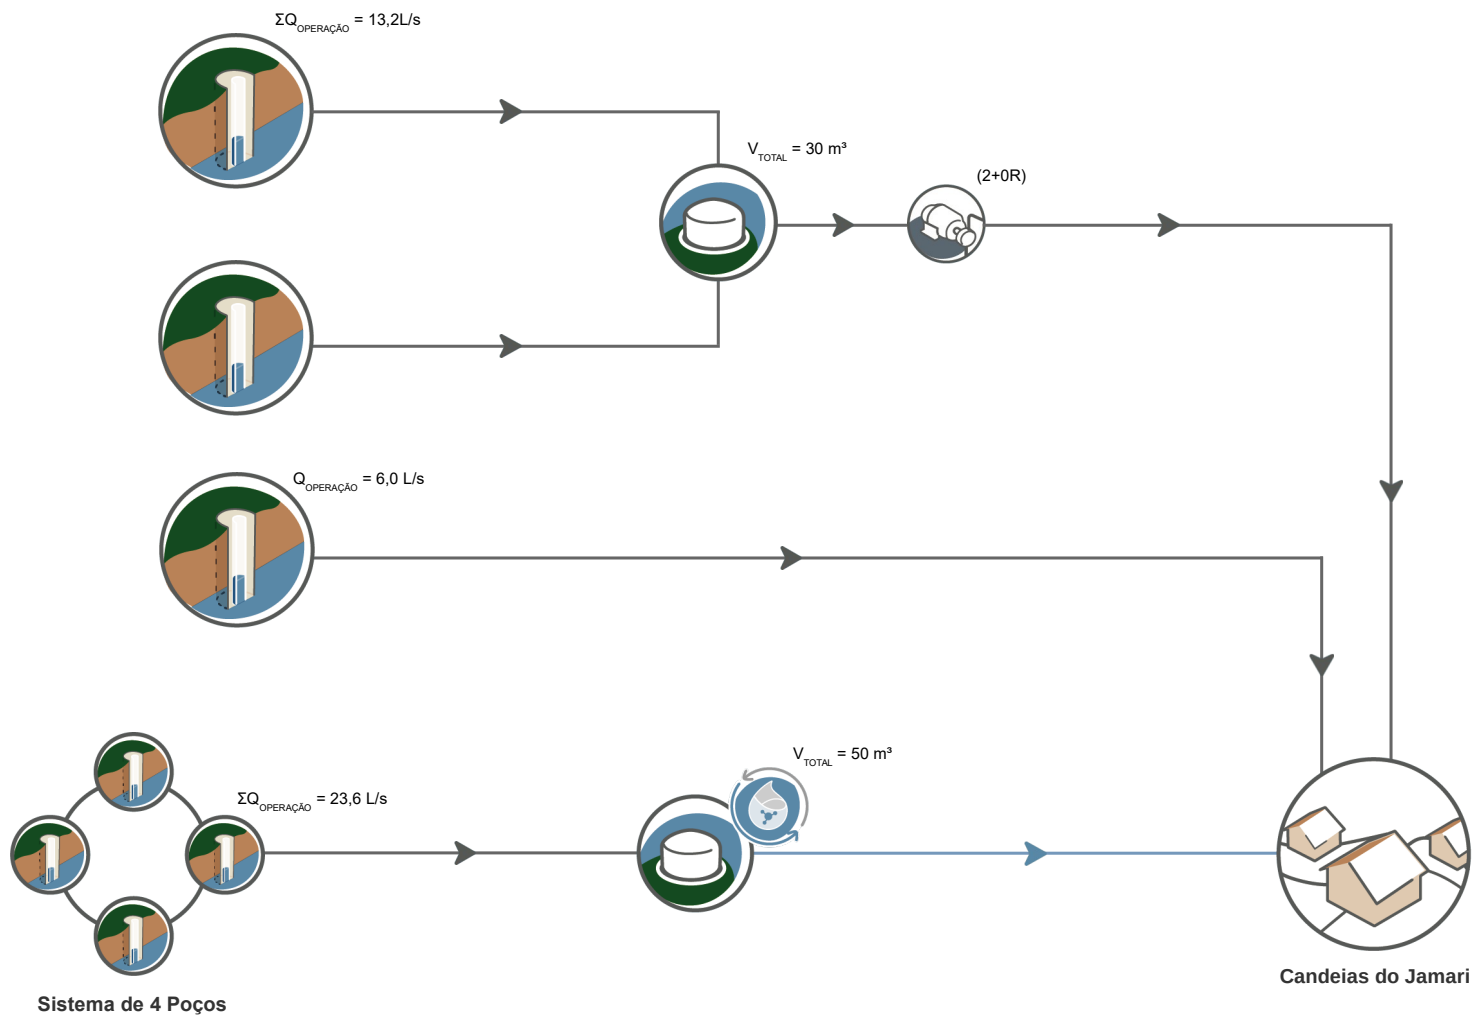 ΣQOPERAÇÃO = 13,2L/s
VTOTAL = 30 m³
(2+0R)
QOPERAÇÃO = 6,0 L/s
VTOTAL = 50 m³
ΣQOPERAÇÃO = 23,6 L/s
Candeias do Jamari
Sistema de 4 Poços